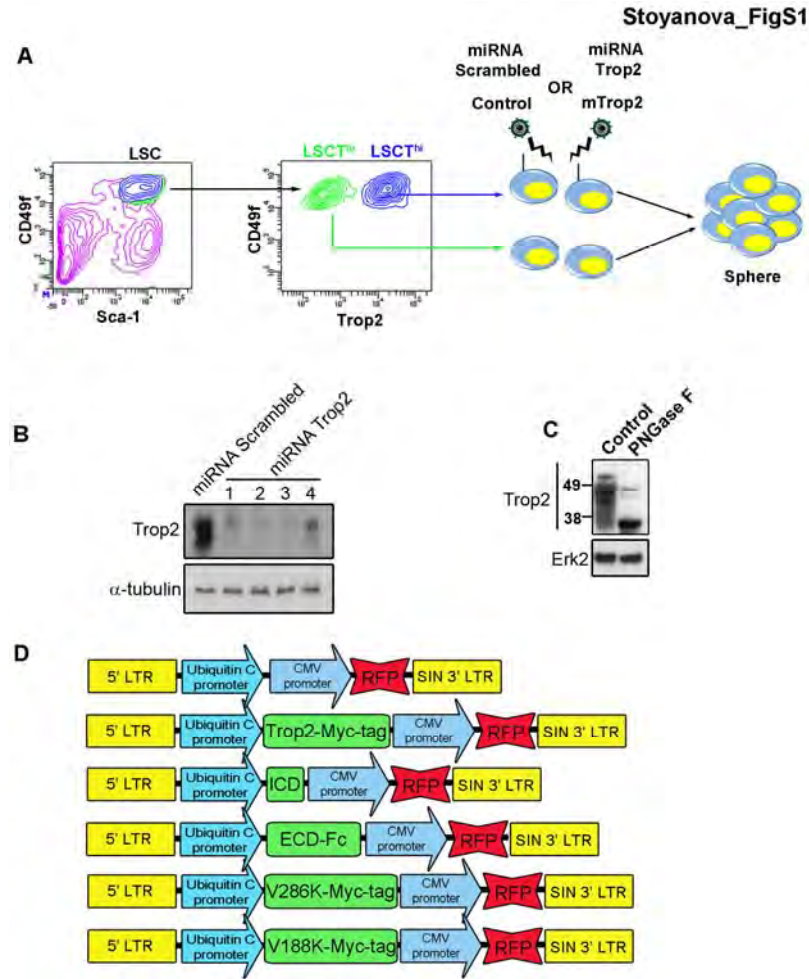 Stoyanova_FigS1
A
miRNA
Scrambled
Control
OR
miRNA
Trop2
mTrop2
LSC
LSCTlo
LSCThi
CD49f
Sca-1
CD49f
Trop2
Sphere
B
miRNA Scrambled
miRNA Trop2
1 2 3 4
Trop2
α-tubulin
C
Control
PNGase F
Trop2
49
38
Erk2
D
5' LTR Ubiquitin C promoter CMV promoter RFP SIN 3' LTR
5' LTR Ubiquitin C promoter Trop2-Myc-tag CMV promoter RFP SIN 3' LTR
5' LTR Ubiquitin C promoter ICD CMV promoter RFP SIN 3' LTR
5' LTR Ubiquitin C promoter ECD-Fc CMV promoter RFP SIN 3' LTR
5' LTR Ubiquitin C promoter V286K-Myc-tag CMV promoter RFP SIN 3' LTR
5' LTR Ubiquitin C promoter V188K-Myc-tag CMV promoter RFP SIN 3' LTR